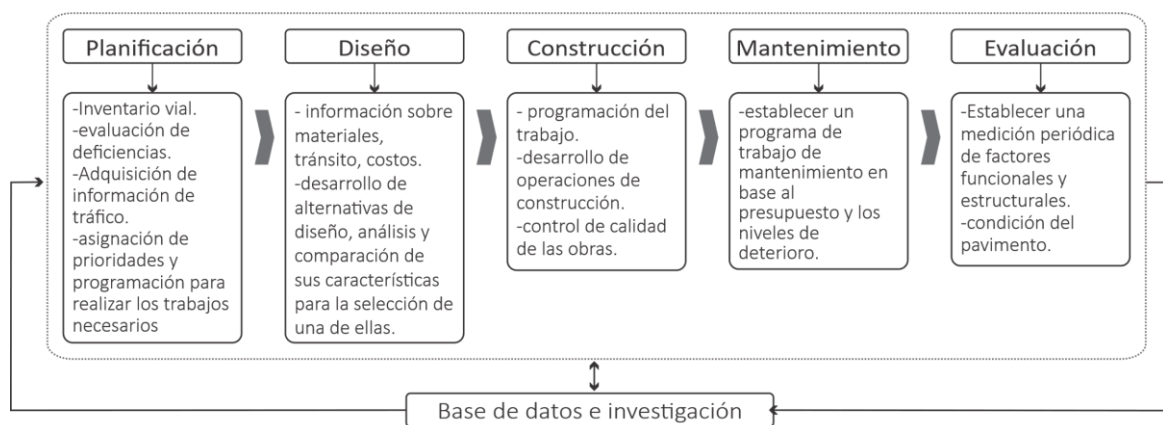 Planificación
-Inventario vial.
-evaluación de
deficiencias.
-Adquisición de
información de
tráfico.
-asignación de
prioridades y
programación para
realizar los trabajos
necesarios
Diseño
- información sobre
materiales,
tránsito, costos.
-desarrollo de
alternativas de
diseño, análisis y
comparación de
sus características
para la selección de
una de ellas.
Construcción
- programación del
trabajo.
-desarrollo de
operaciones de
construcción.
-control de calidad
de las obras.
Mantenimiento
-establecer un
programa de
trabajo de
mantenimiento en
base al
presupuesto y los
niveles de
deterioro.
Evaluación
-Establecer una
medición periódica
de factores
funcionales y
estructurales.
-condición del
pavimento.
Base de datos e investigación